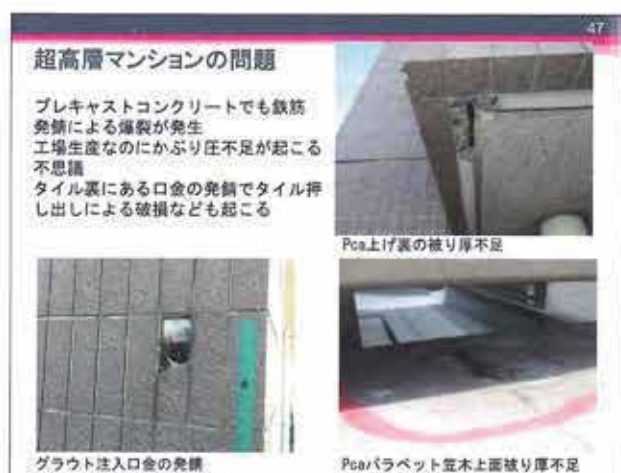 47
超高層マンションの問題
プレキャストコンクリートでも鉄筋
発錆による爆裂が発生
工場生産なのにかぶり圧不足が起こる
不思議
タイル裏にある口金の発錆でタイル押
し出しによる破損なども起こる
Pca上げ裏の被り厚不足
グラウト注入口金の発錆
Pcaパラペット笠木上面被り厚不足